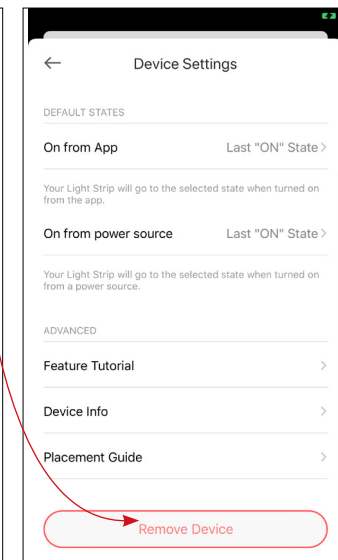 Device Settings
DEFAULT STATES
On from App Last "ON" State
Your Light Strip will go to the selected state when turned on
from the app.
On from power source Last "ON" State
Your Light Strip will go to the selected state when turned on
from a power source.
ADVANCED
Feature Tutorial
Device Info
Placement Guide
Remove Device